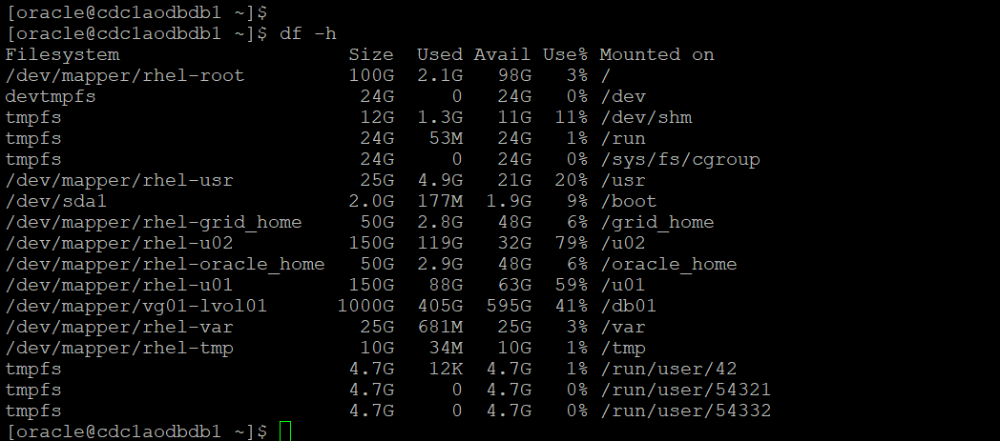 [oracle@cdc1aodbdb1 ~]$
[oracle@cdc1aodbdb1 ~]$ df -h
Filesystem                    Size  Used Avail Use% Mounted on
/dev/mapper/rhel-root         100G  2.1G   98G   3% /
devtmpfs                       24G     0   24G   0% /dev
tmpfs                          12G  1.3G   11G  11% /dev/shm
tmpfs                          24G   53M   24G   1% /run
tmpfs                          24G     0   24G   0% /sys/fs/cgroup
/dev/mapper/rhel-usr           25G  4.9G   21G  20% /usr
/dev/sda1                     2.0G  177M  1.9G   9% /boot
/dev/mapper/rhel-grid_home     50G  2.8G   48G   6% /grid_home
/dev/mapper/rhel-u02          150G  119G   32G  79% /u02
/dev/mapper/rhel-oracle_home   50G  2.9G   48G   6% /oracle_home
/dev/mapper/rhel-u01          150G   88G   63G  59% /u01
/dev/mapper/vg01-lvol01      1000G  405G  595G  41% /db01
/dev/mapper/rhel-var           25G  681M   25G   3% /var
/dev/mapper/rhel-tmp           10G   34M   10G   1% /tmp
tmpfs                         4.7G   12K  4.7G   1% /run/user/42
tmpfs                         4.7G     0  4.7G   0% /run/user/54321
tmpfs                         4.7G     0  4.7G   0% /run/user/54332
[oracle@cdc1aodbdb1 ~]$